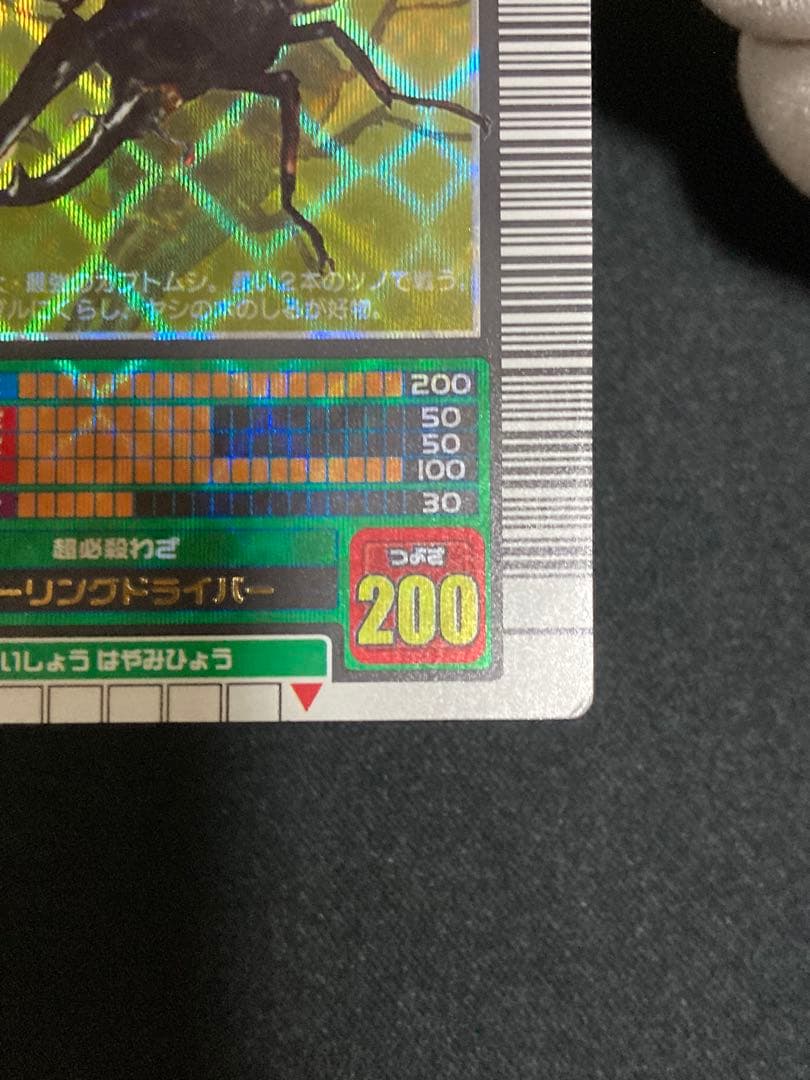 最強のカブトムシ。長い2本のツノで戦う。
ルにくらし。ヤシの木のしるが好物。
200
50
50
100
30
超必殺わざ
ーリングドライバー
つよさ
200
いしょう はやみひょう